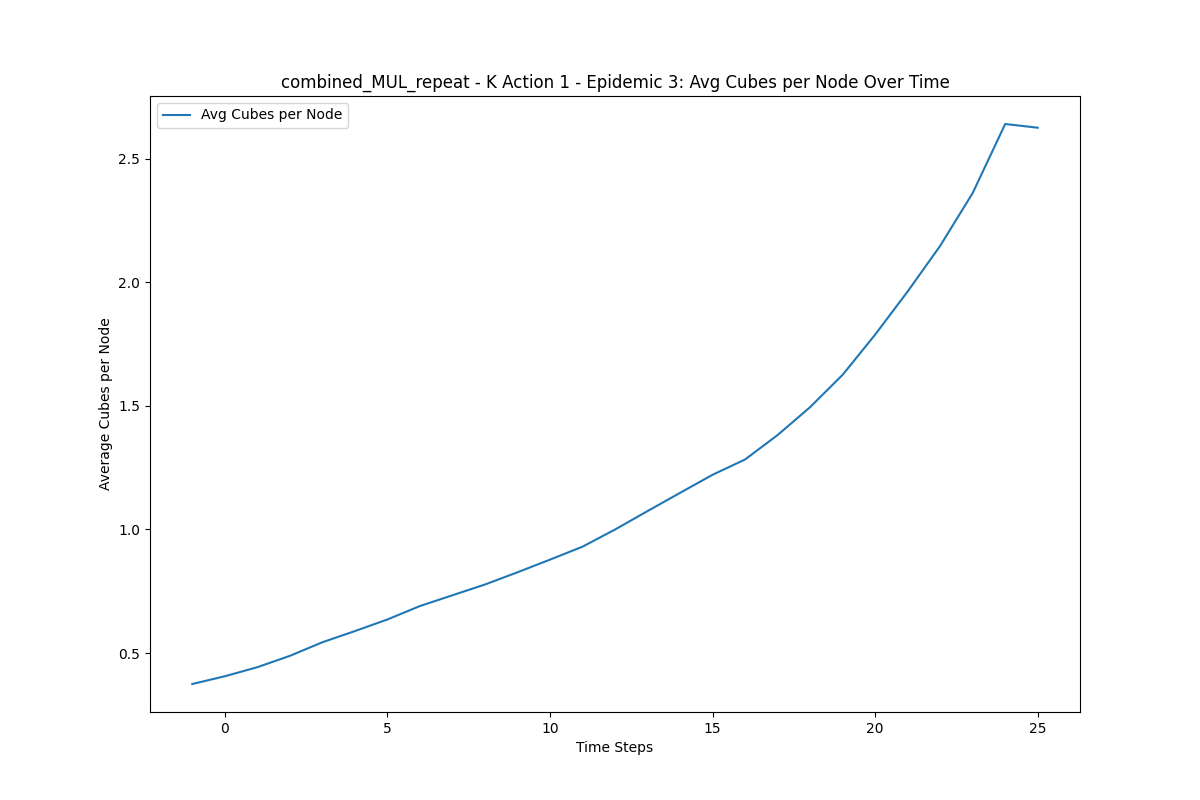 combined_MUL_repeat - K Action 1 - Epidemic 3: Avg Cubes per Node Over Time
Avg Cubes per Node
2.5
2.0
1.5
1.0
0.5
Average Cubes per Node
0 5 10 15 20 25
Time Steps